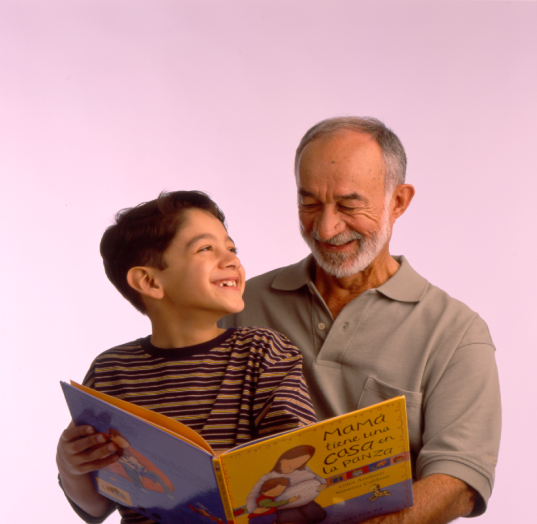 MAMÁ
tiene una
CASA en
la PANZA